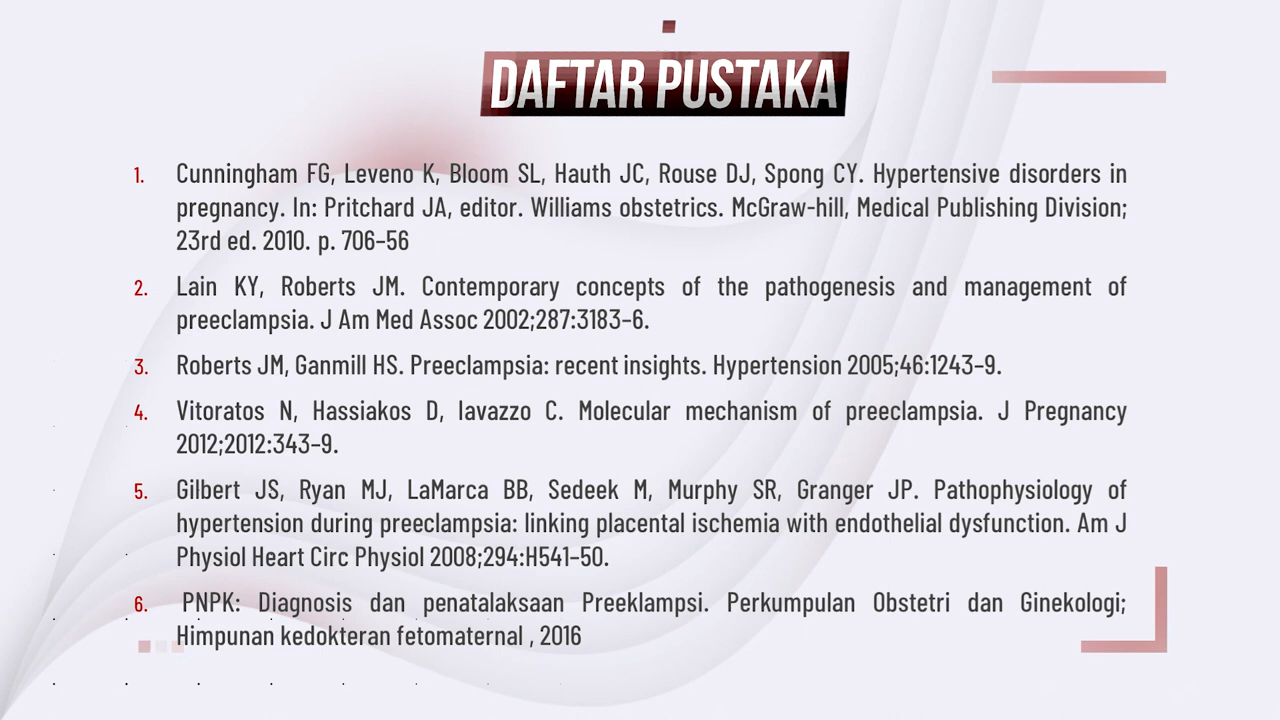 DAFTAR PUSTAKA
1. Cunningham FG, Leveno K, Bloom SL, Hauth JC, Rouse DJ, Spong CY. Hypertensive disorders in
pregnancy. In: Pritchard JA, editor. Williams obstetrics. McGraw-hill, Medical Publishing Division;
23rd ed. 2010. p. 706–56
2. Lain KY, Roberts JM. Contemporary concepts of the pathogenesis and management of
preeclampsia. J Am Med Assoc 2002;287:3183–6.
3. Roberts JM, Ganmill HS. Preeclampsia: recent insights. Hypertension 2005;46:1243–9.
4. Vitoratos N, Hassiakos D, Iavazzo C. Molecular mechanism of preeclampsia. J Pregnancy
2012;2012:343–9.
5. Gilbert JS, Ryan MJ, LaMarca BB, Sedeek M, Murphy SR, Granger JP. Pathophysiology of
hypertension during preeclampsia: linking placental ischemia with endothelial dysfunction. Am J
Physiol Heart Circ Physiol 2008;294:H541–50.
6. PNPK: Diagnosis dan penatalaksaan Preeklampsi. Perkumpulan Obstetri dan Ginekologi;
Himpunan kedokteran fetomaternal , 2016